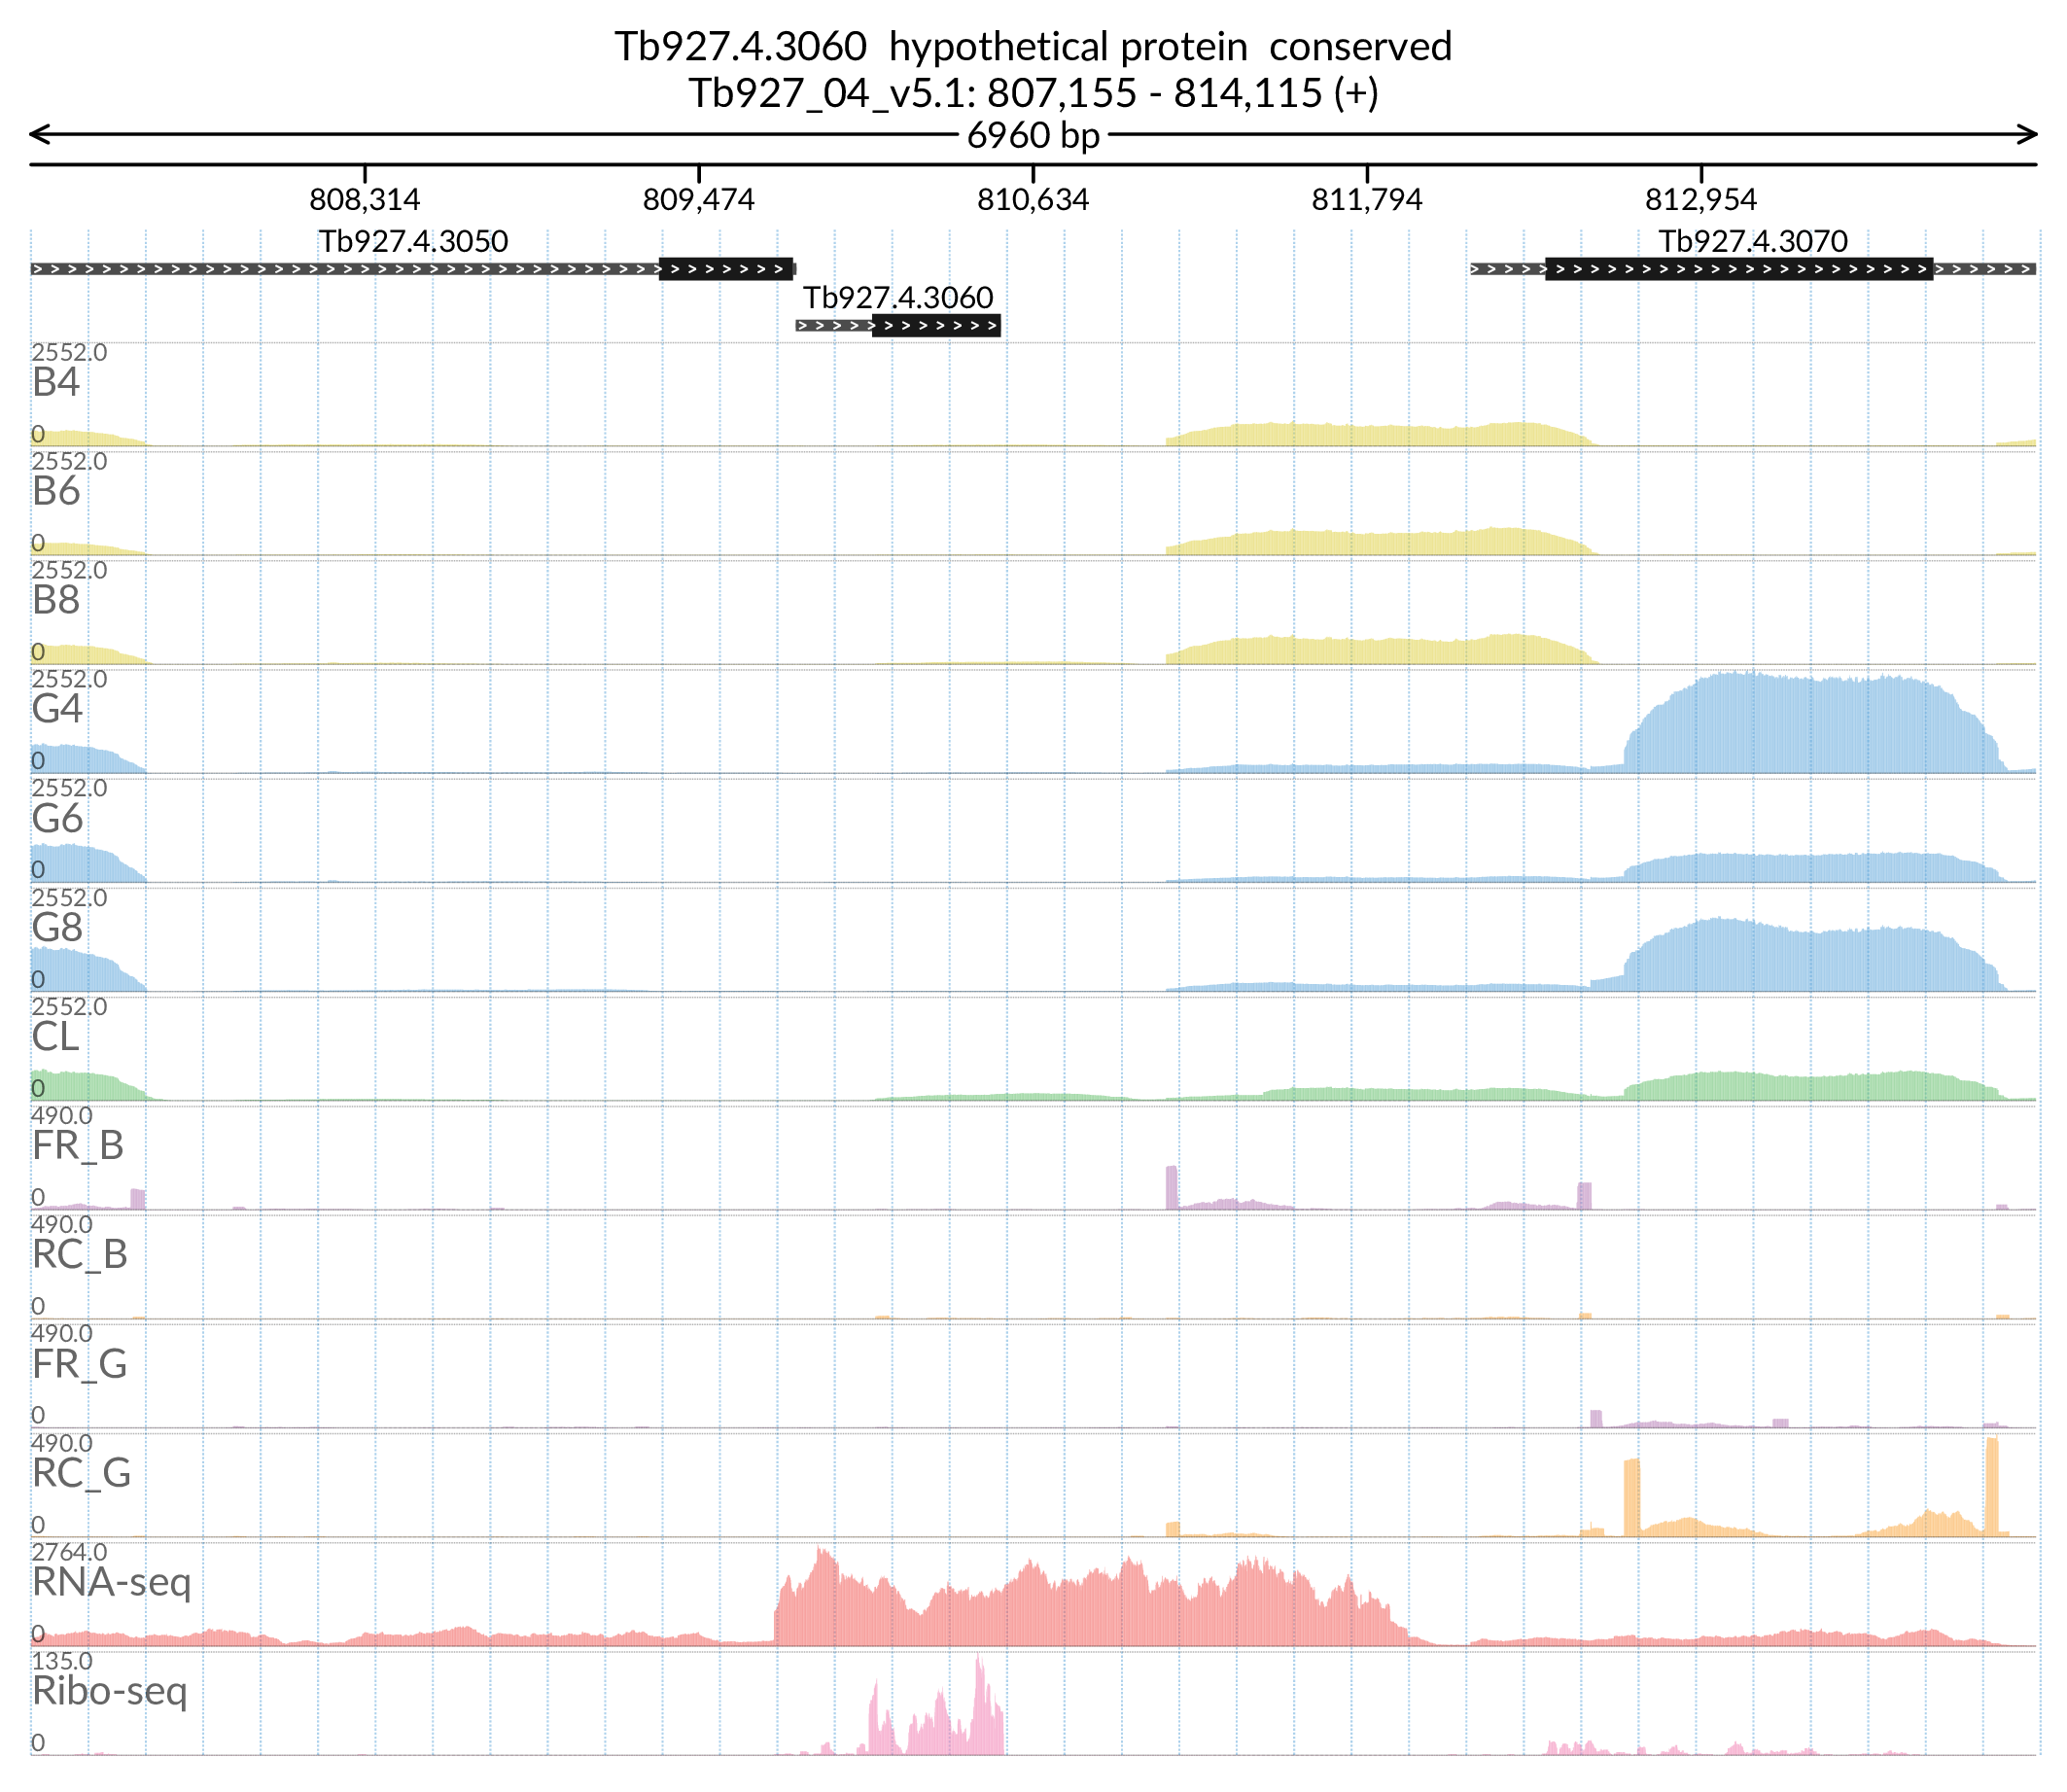 Tb927.4.3060 hypothetical protein conserved
Tb927_04_v5.1: 807,155 - 814,115 (+)
6960 bp
808,314 809,474 810,634 811,794 812,954
Tb927.4.3050 Tb927.4.3070
Tb927.4.3060
2552.0
B4
0
2552.0
B6
0
2552.0
B8
0
2552.0
G4
0
2552.0
G6
0
2552.0
G8
0
2552.0
CL
0
490.0
FR_B
0
490.0
RC_B
0
490.0
FR_G
0
490.0
RC_G
0
2764.0
RNA-seq
0
135.0
Ribo-seq
0